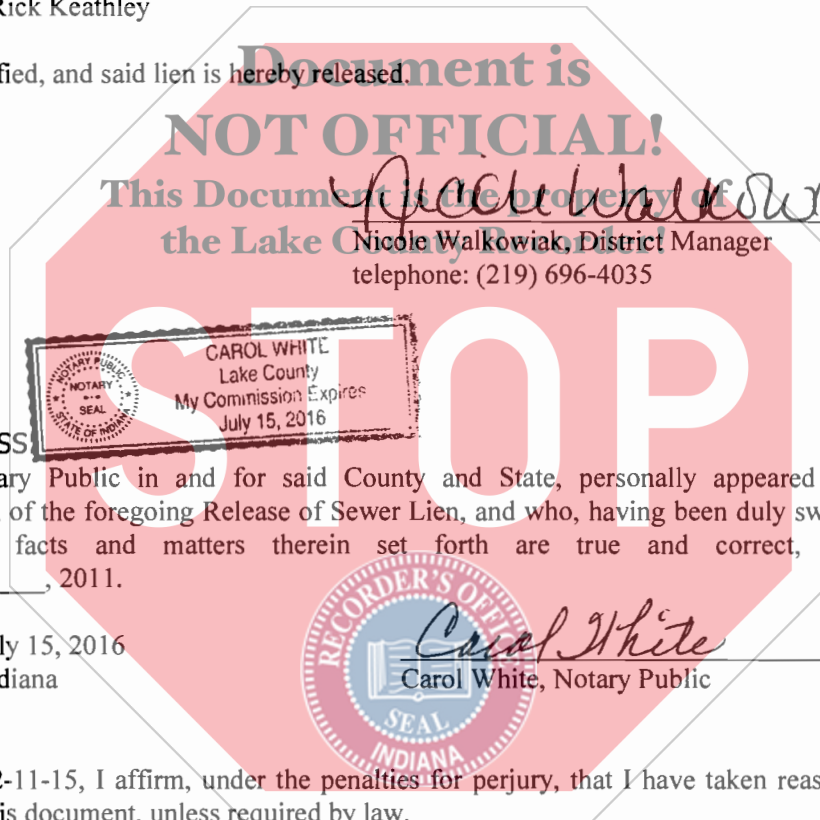 Rick Keathley
fied, and said lien is hereby released.
Document is
NOT OFFICIAL!
This Document is the property of
the Lake County Recorder!
Nicole Walkowi
Nicole Walkowiak, District Manager
telephone: (219) 696-4035
STOP
CAROL WHITE
Lake County
My Commission Expires
July 15, 2016
NOTARY PUBLIC
NOTARY
SEAL
STATE OF INDIANA
SS
ary Public in and for said County and State, personally appeared
of the foregoing Release of Sewer Lien, and who, having been duly sw
facts and matters therein set forth are true and correct,
, 2011.
RECORDER'S OFFICE
SEAL
INDIANA
ly 15, 2016
Carol White
diana
Carol White, Notary Public
2-11-15, I affirm, under the penalties for perjury, that I have taken reas
is document, unless required by law.